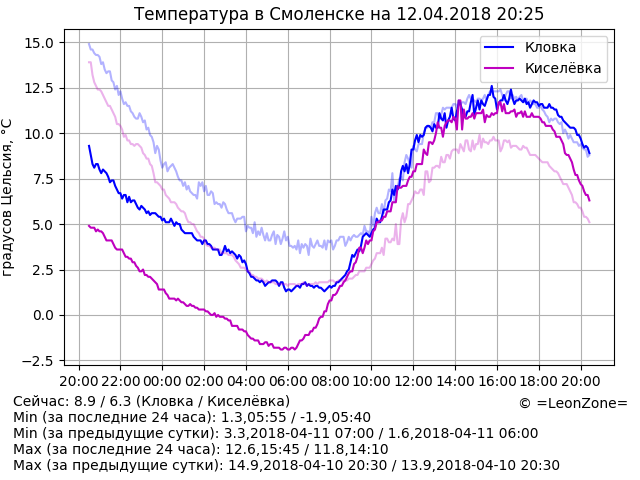 Температура в Смоленске на 12.04.2018 20:25
Кловка
Киселёвка
градусов Цельсия, °C
15.0
12.5
10.0
7.5
5.0
2.5
0.0
−2.5
20:00 22:00 00:00 02:00 04:00 06:00 08:00 10:00 12:00 14:00 16:00 18:00 20:00
Сейчас: 8.9 / 6.3 (Кловка / Киселёвка)
© =LeonZone=
Min (за последние 24 часа): 1.3,05:55 / -1.9,05:40
Min (за предыдущие сутки): 3.3,2018-04-11 07:00 / 1.6,2018-04-11 06:00
Max (за последние 24 часа): 12.6,15:45 / 11.8,14:10
Max (за предыдущие сутки): 14.9,2018-04-10 20:30 / 13.9,2018-04-10 20:30